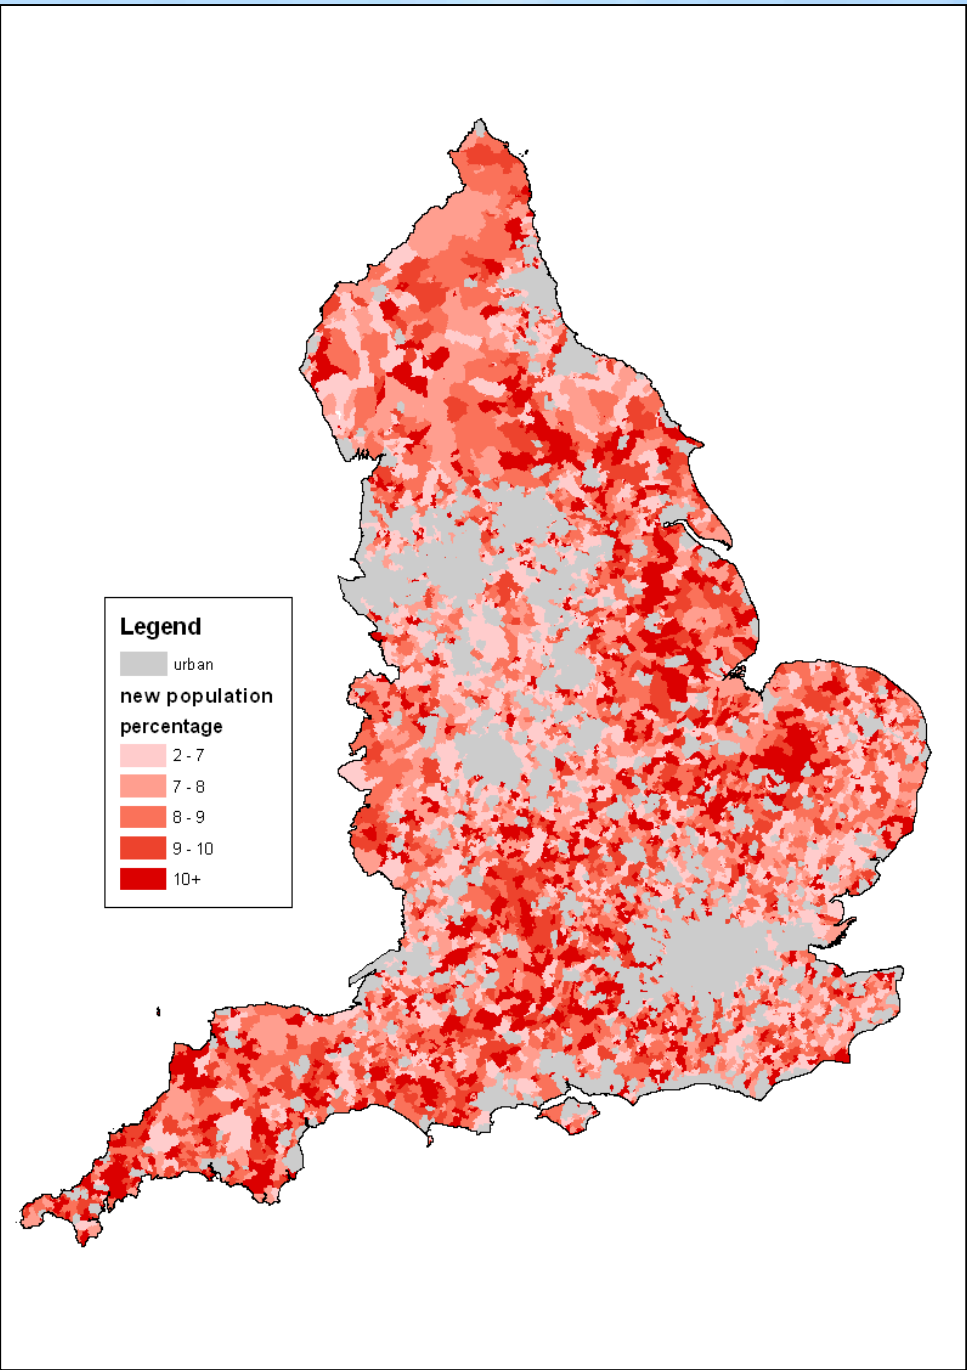 Legend
urban
new population
percentage
2 - 7
7 - 8
8 - 9
9 - 10
10+